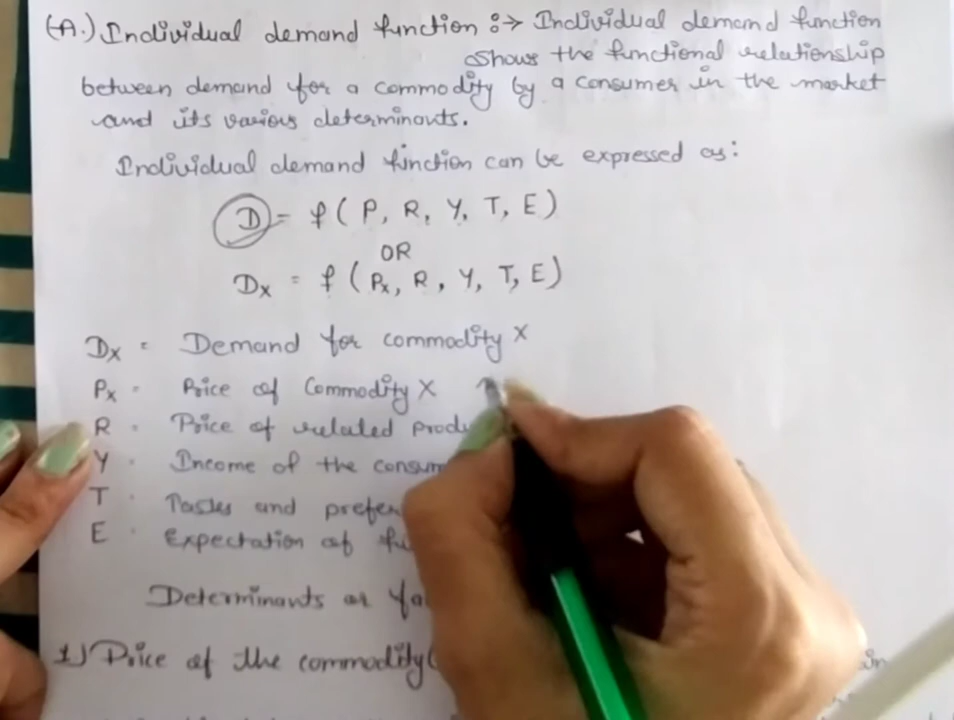 (A.) Individual demand function :→ Individual demand function
shows the functional relationship
between demand for a commodity by a consumer in the market
and its various determinants.
Individual demand function can be expressed as:
D = f ( P, R, Y, T, E )
OR
Dx = f ( Px, R, Y, T, E )
Dx = Demand for commodity X
Px = Price of Commodity X
R = Price of related
Y Income of the
T Tastes and
E Expectation of
Determinants or
1.) Price of the commodity( in